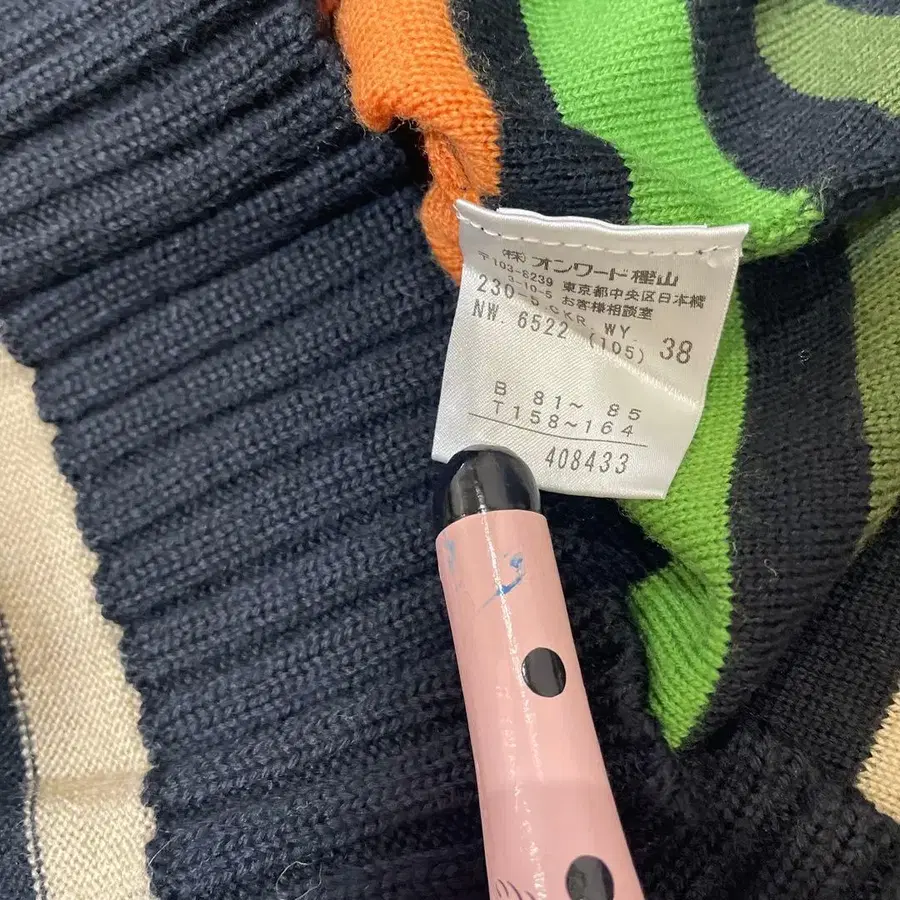 (株)オンワード樫山
〒103-8239 東京都中央区日本橋
3-10-5 お客様相談室
230-5.CKR.WY.
NW. 6522 (105) 38
B 81~ 85
T158~164
408433